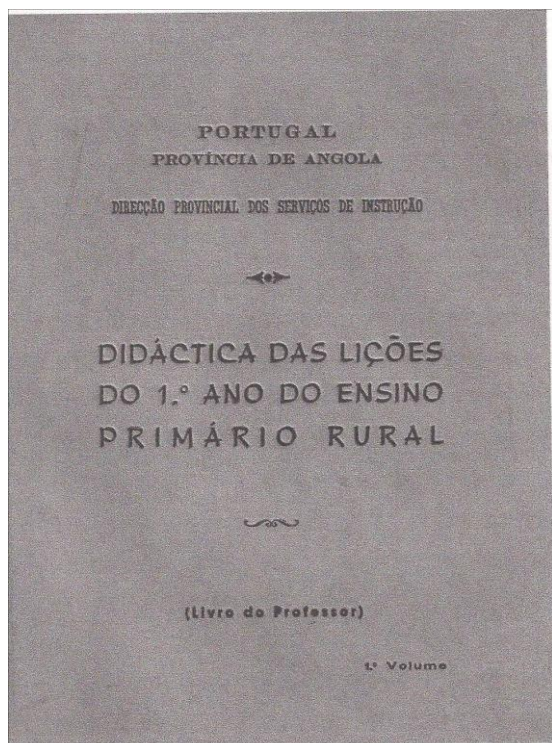 PORTUGAL
PROVÍNCIA DE ANGOLA
DIRECÇÃO PROVINCIAL DOS SERVIÇOS DE INSTRUÇÃO
DIDÁCTICA DAS LIÇÕES
DO 1.º ANO DO ENSINO
PRIMÁRIO RURAL
(Livro do Professor)
1.º Volume